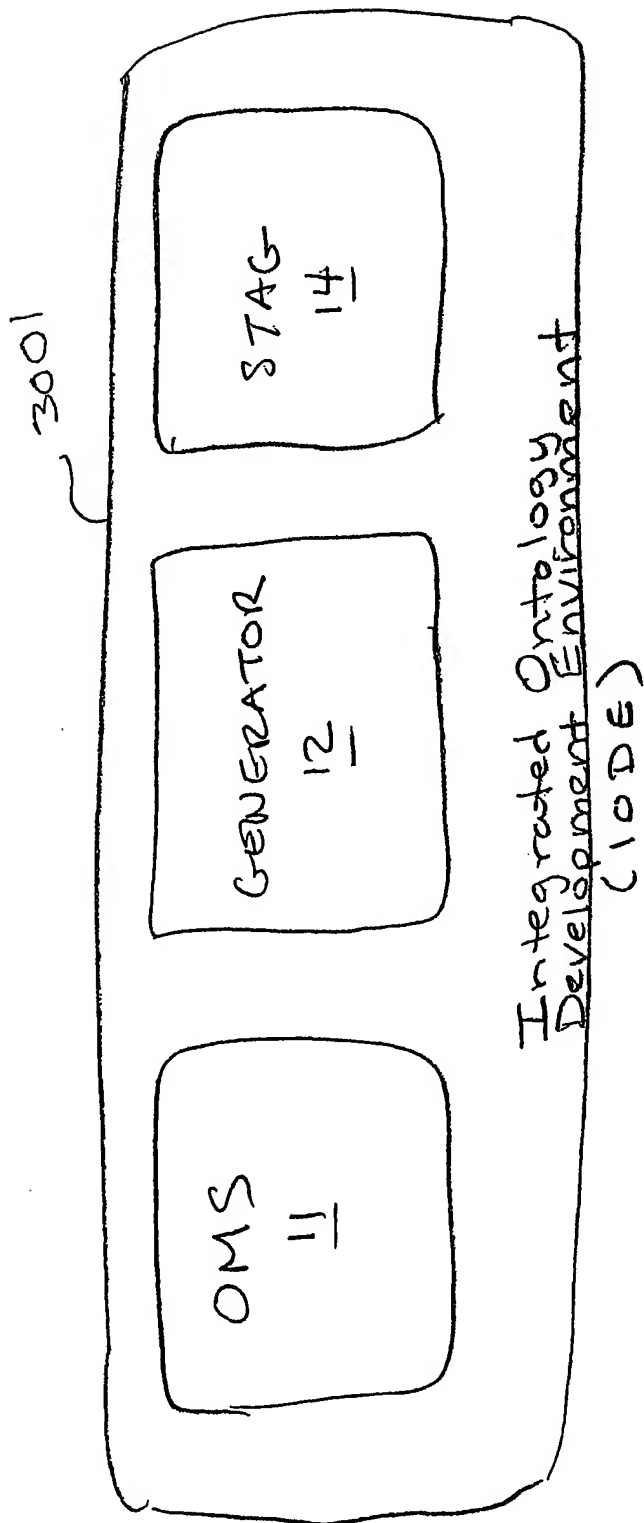 3001
OMS
11
GENERATOR
12
STAG
14
Integrated Ontology
Development Environment
(IODE)